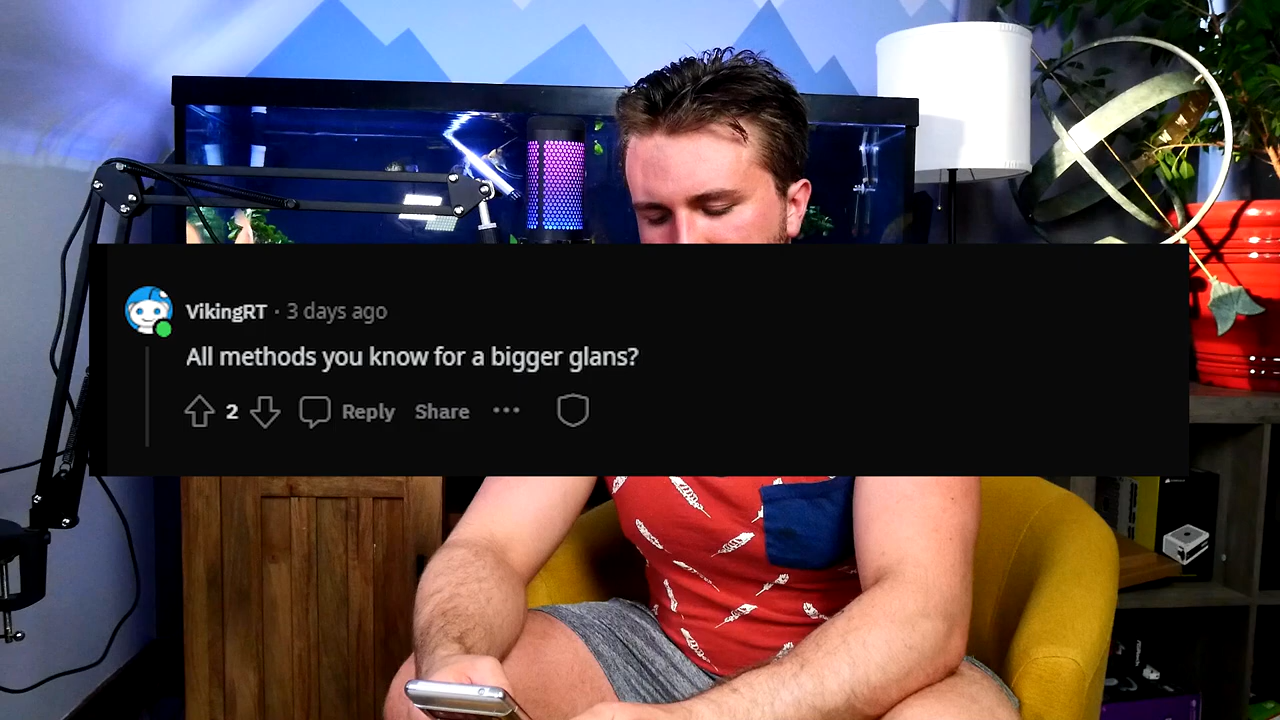 VikingRT · 3 days ago
All methods you know for a bigger glans?
2 Reply Share ···